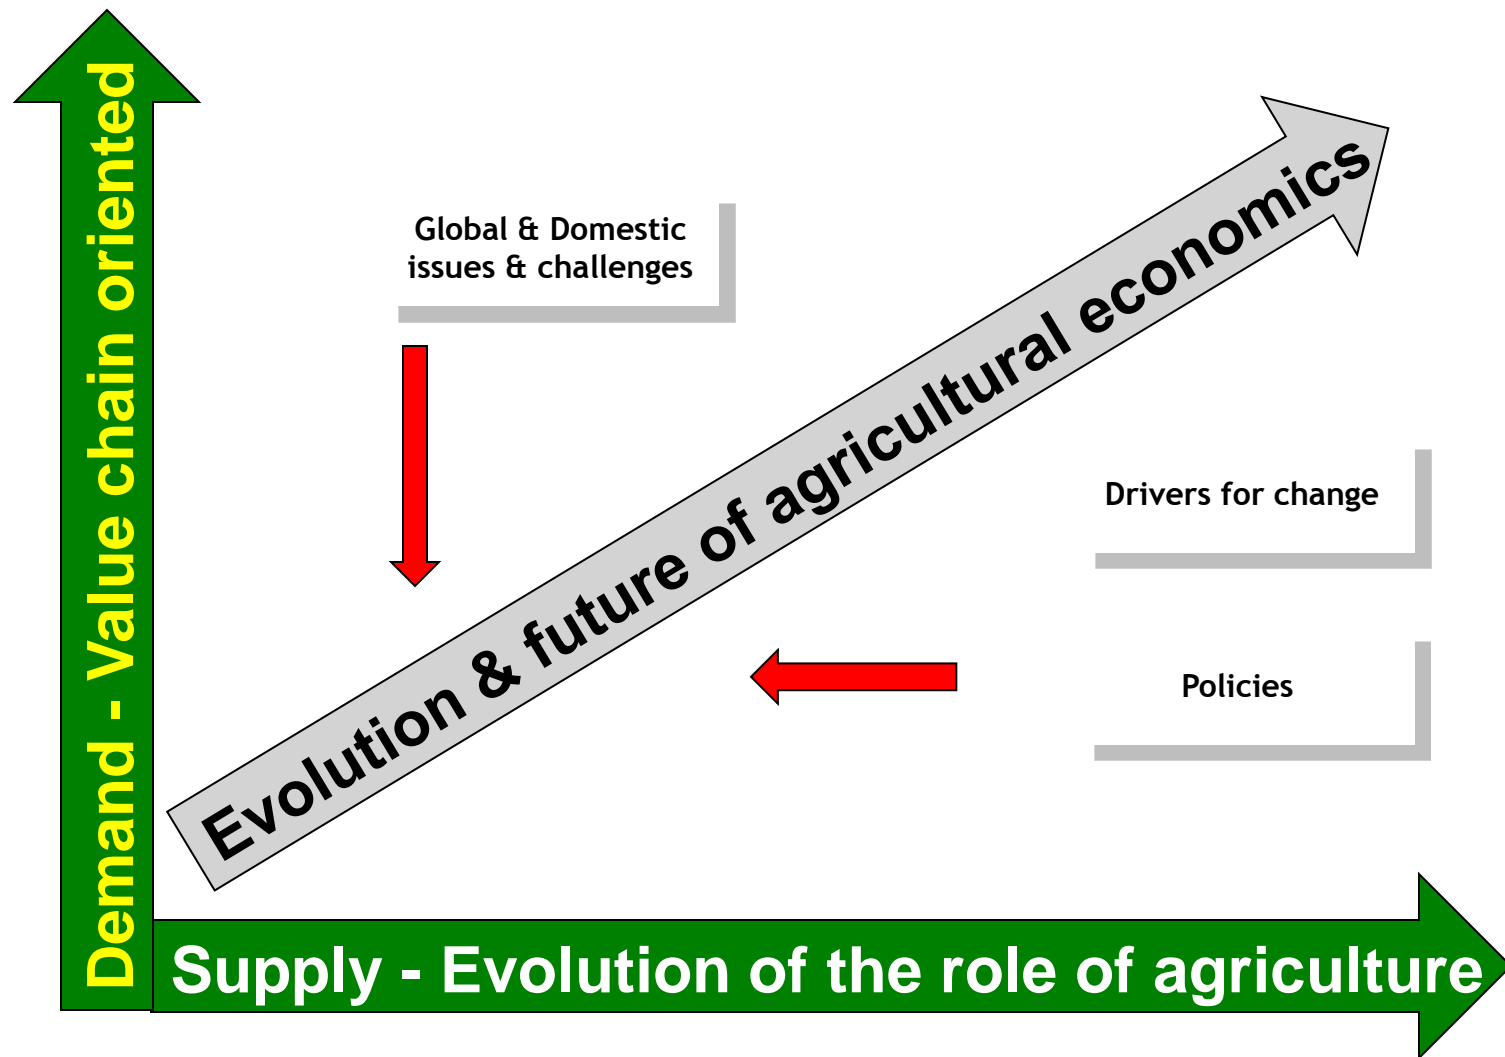 Demand - Value chain oriented
Global & Domestic
issues & challenges
Evolution & future of agricultural economics
Drivers for change
Policies
Supply - Evolution of the role of agriculture